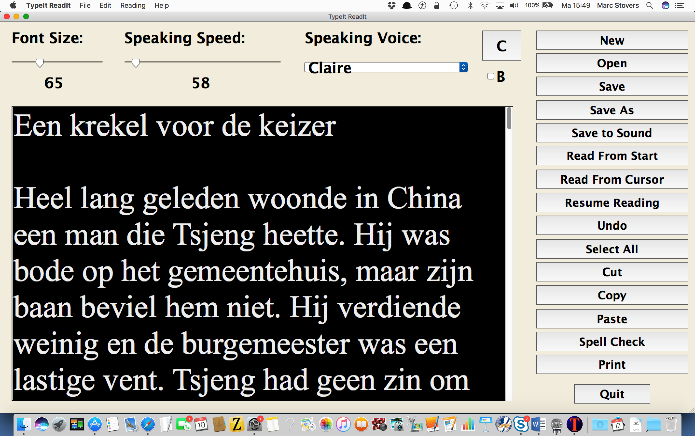 TypeIt ReadIt File Edit Reading Help 100% Ma 15:49 Marc Stovers
TypeIt ReadIt
Font Size: Speaking Speed: Speaking Voice:
65 58 Claire
C
B
New
Open
Save
Save As
Save to Sound
Read From Start
Read From Cursor
Resume Reading
Undo
Select All
Cut
Copy
Paste
Spell Check
Print
Quit
Een krekel voor de keizer
Heel lang geleden woonde in China
een man die Tsjeng heette. Hij was
bode op het gemeentehuis, maar zijn
baan beviel hem niet. Hij verdiende
weinig en de burgemeester was een
lastige vent. Tsjeng had geen zin om